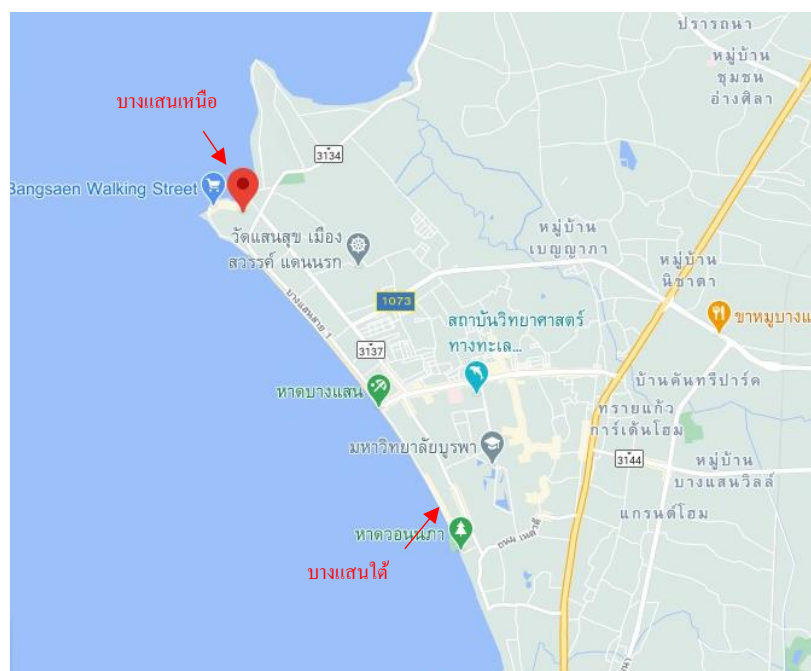 ปรารถนา
หมู่บ้าน
ชุมชน
อ่างศิลา
บางแสนเหนือ
3134
Bangsaen Walking Street
วัดแสนสุข เมือง
สวรรค์ แดนนรก
หมู่บ้าน
เบญญาภา
หมู่บ้าน
นิชาดา
1073
บางแสนสาย 1
สถาบันวิทยาศาสตร์
ทางทะเล...
ขาหมูบางแ
3137
หาดบางแสน
บ้านคันทรีปาร์ค
ทรายแก้ว
การ์เด้นโฮม
มหาวิทยาลัยบูรพา
3144
หมู่บ้าน
บางแสนวิลล์
แกรนด์โฮม
หาดวอนนภา
ถนน เนตรดี
บางแสนใต้